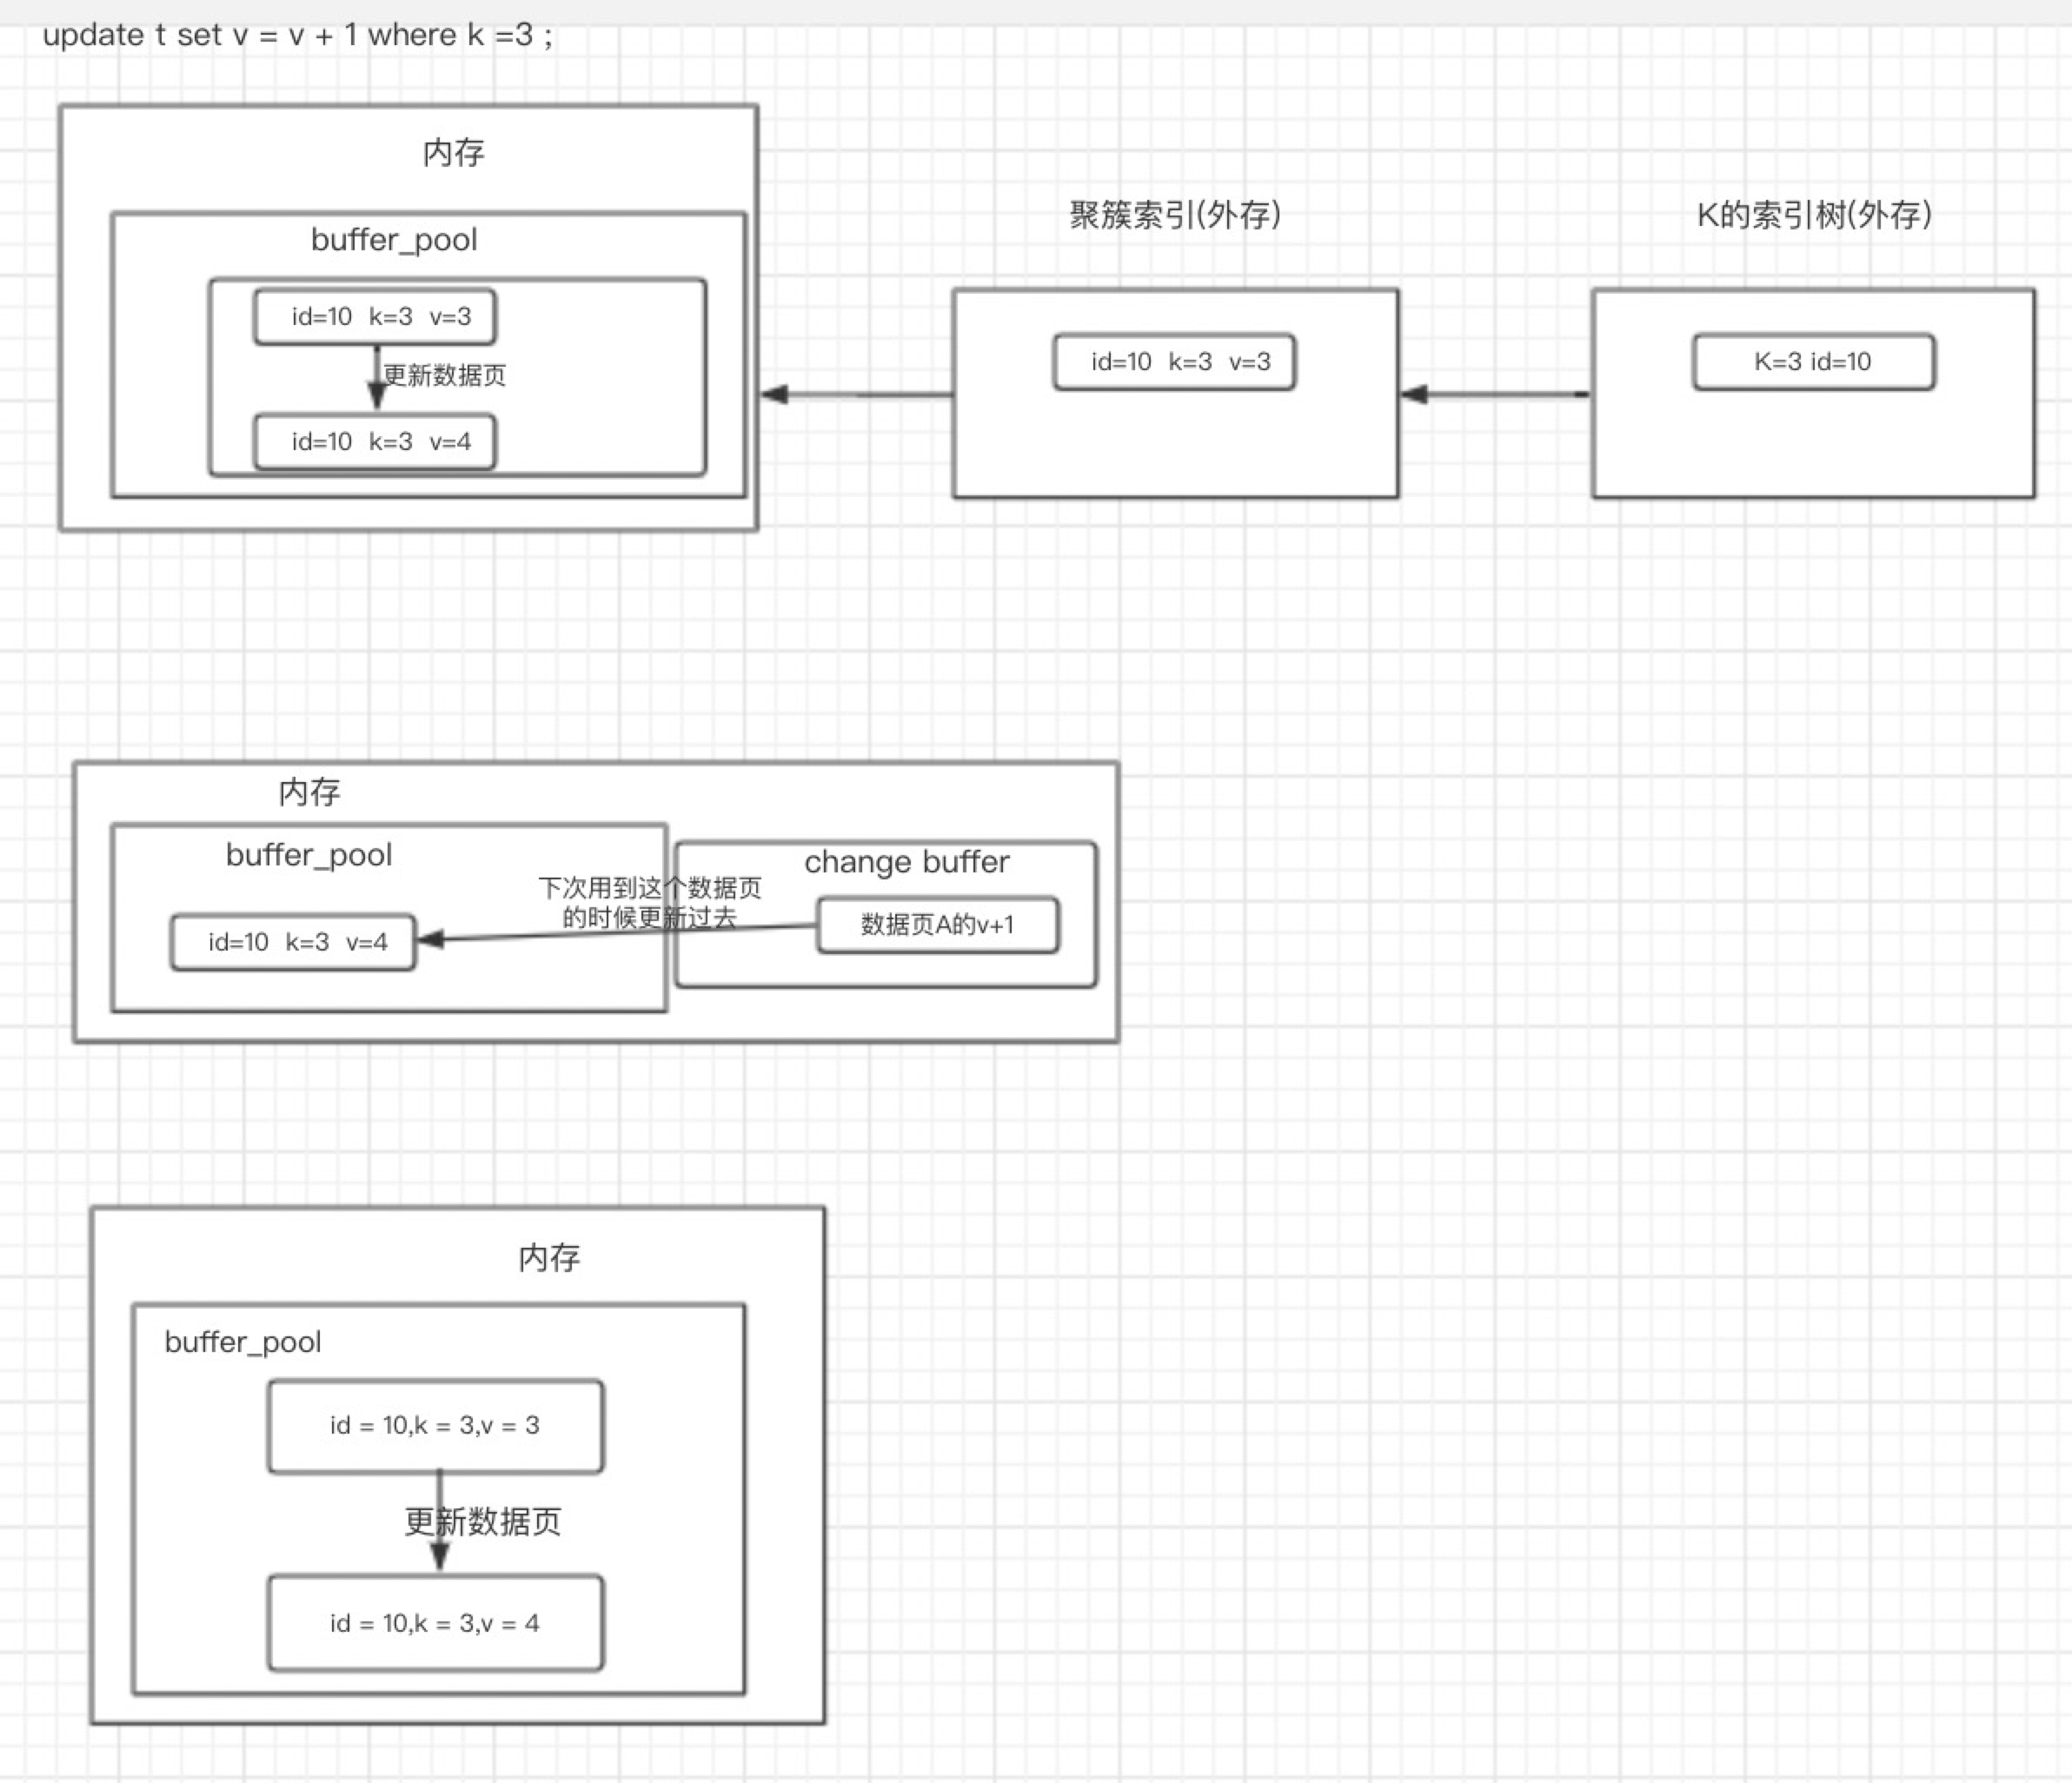 update t set v = v + 1 where k =3 ;
内存
buffer_pool
id=10 k=3 v=3
更新数据页
id=10 k=3 v=4
聚簇索引(外存)
id=10 k=3 v=3
K的索引树(外存)
K=3 id=10
内存
buffer_pool
id=10 k=3 v=4
下次用到这个数据页
的时候更新过去
change buffer
数据页A的v+1
内存
buffer_pool
id = 10,k = 3,v = 3
更新数据页
id = 10,k = 3,v = 4